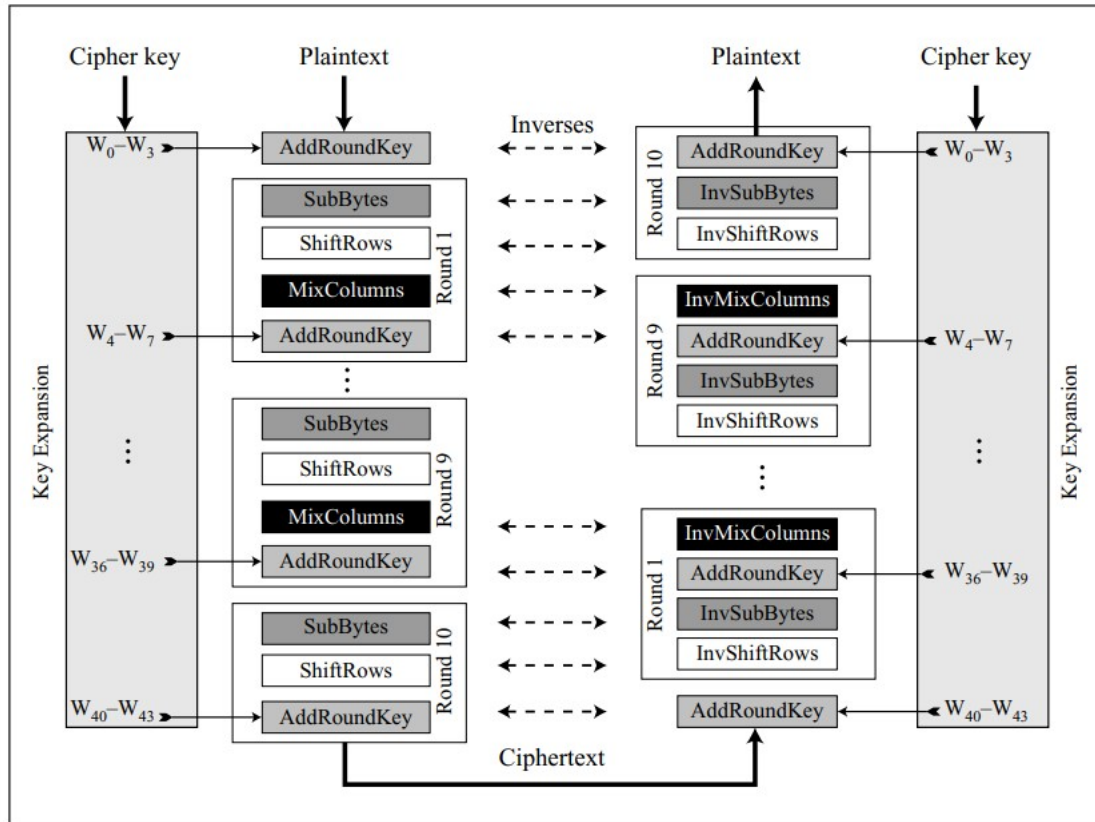 Cipher key
Plaintext
Plaintext
Cipher key
W₀–W₃
AddRoundKey
Inverses
AddRoundKey
W₀–W₃
SubBytes
InvSubBytes
ShiftRows
InvShiftRows
Round 1
Round 10
MixColumns
InvMixColumns
W₄–W₇
AddRoundKey
AddRoundKey
W₄–W₇
InvSubBytes
InvShiftRows
Round 9
⋮
Key Expansion
⋮
SubBytes
ShiftRows
MixColumns
W₃₆–W₃₉
AddRoundKey
Round 9
⋮
InvMixColumns
AddRoundKey
W₃₆–W₃₉
InvSubBytes
InvShiftRows
Round 1
⋮
Key Expansion
SubBytes
ShiftRows
W₄₀–W₄₃
AddRoundKey
Round 10
AddRoundKey
W₄₀–W₄₃
Ciphertext